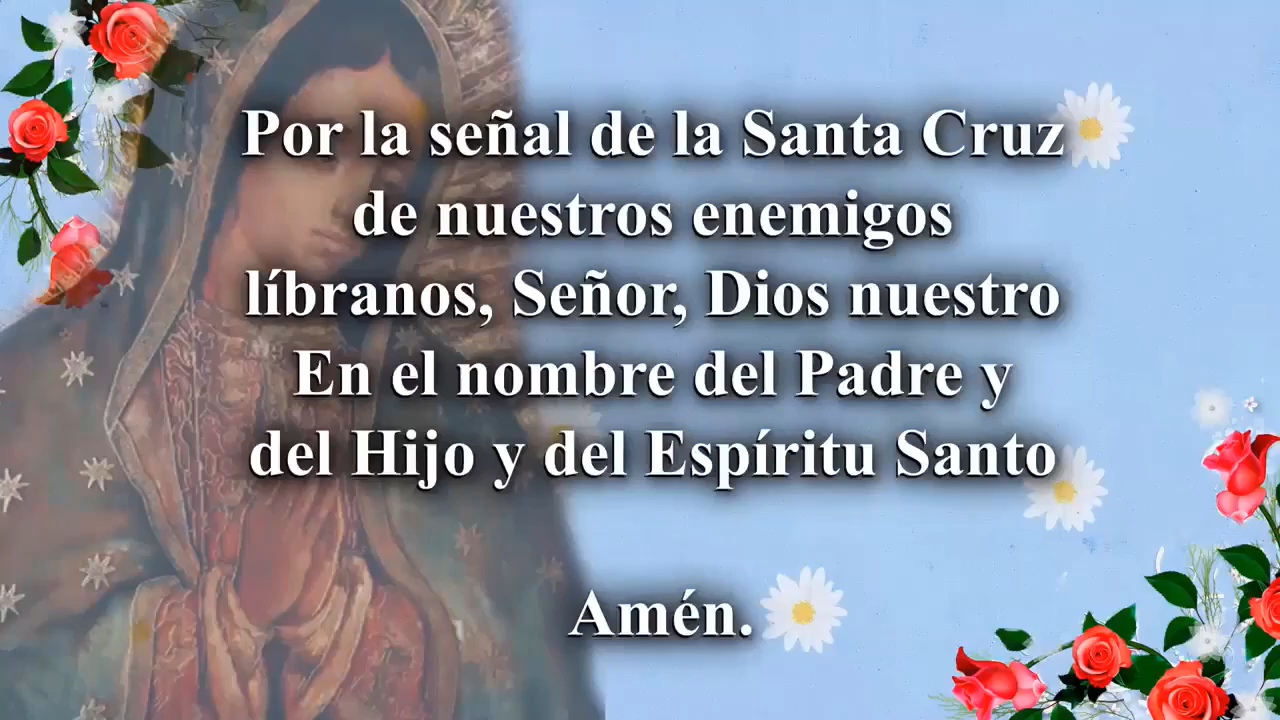 Por la señal de la Santa Cruz
de nuestros enemigos
líbranos, Señor, Dios nuestro
En el nombre del Padre y
del Hijo y del Espíritu Santo
Amén.